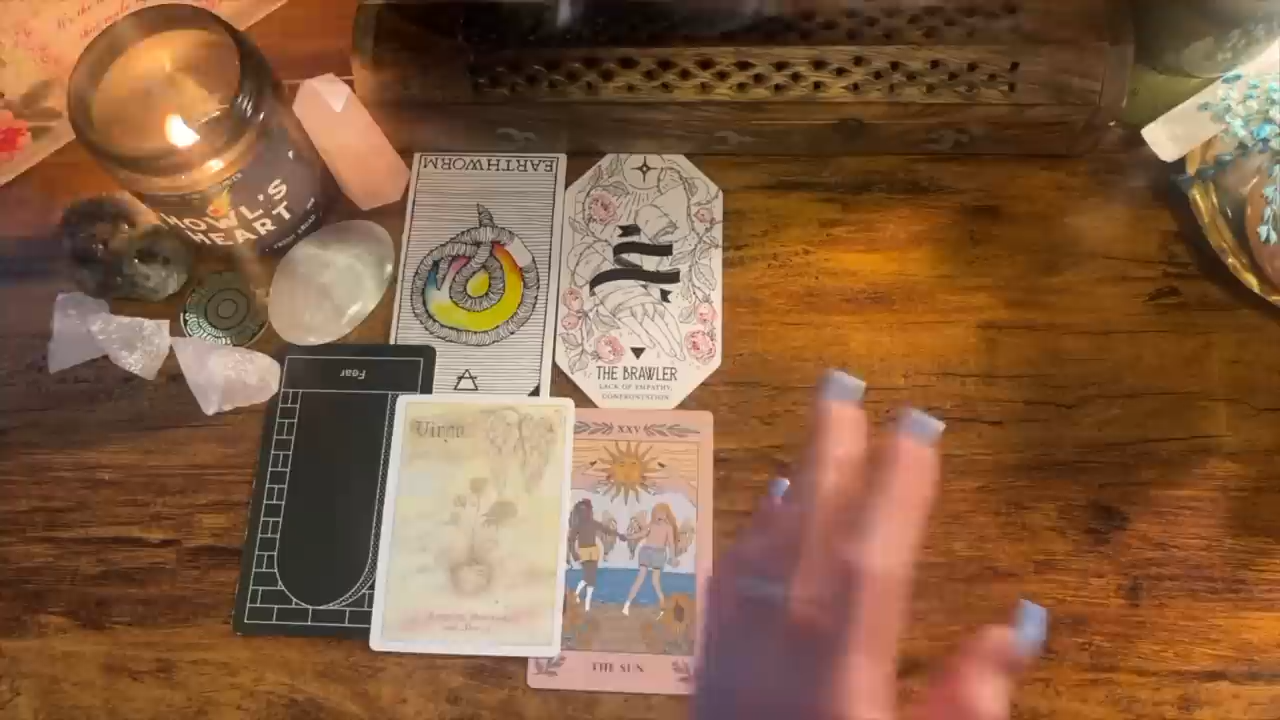 HOWL'S
HEART
EARTHWORM
THE BRAWLER
LACK OF EMPATHY,
CONFRONTATION
Fear
Virgo
XXV
THE SUN